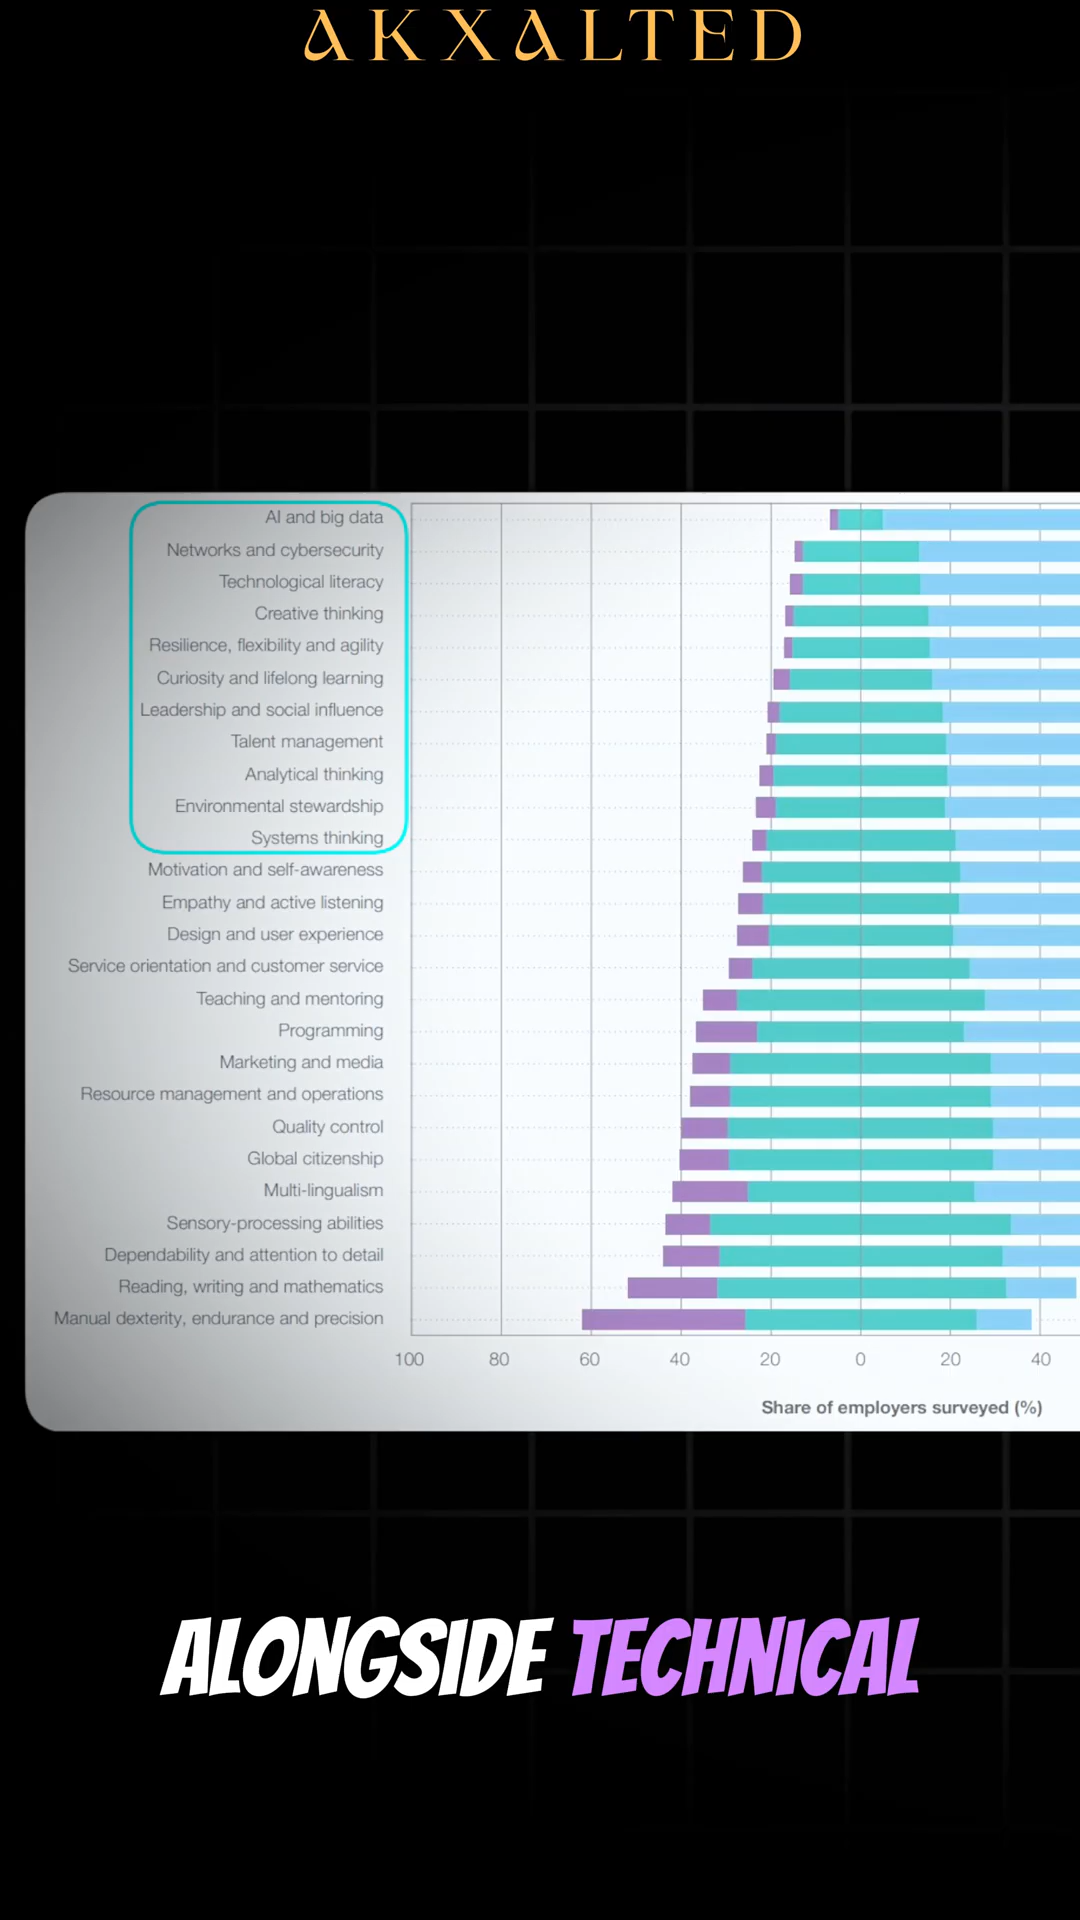 AKXALTED
AI and big data
Networks and cybersecurity
Technological literacy
Creative thinking
Resilience, flexibility and agility
Curiosity and lifelong learning
Leadership and social influence
Talent management
Analytical thinking
Environmental stewardship
Systems thinking
Motivation and self-awareness
Empathy and active listening
Design and user experience
Service orientation and customer service
Teaching and mentoring
Programming
Marketing and media
Resource management and operations
Quality control
Global citizenship
Multi-lingualism
Sensory-processing abilities
Dependability and attention to detail
Reading, writing and mathematics
Manual dexterity, endurance and precision
100 80 60 40 20 0 20 40
Share of employers surveyed (%)
ALONGSIDE TECHNICAL